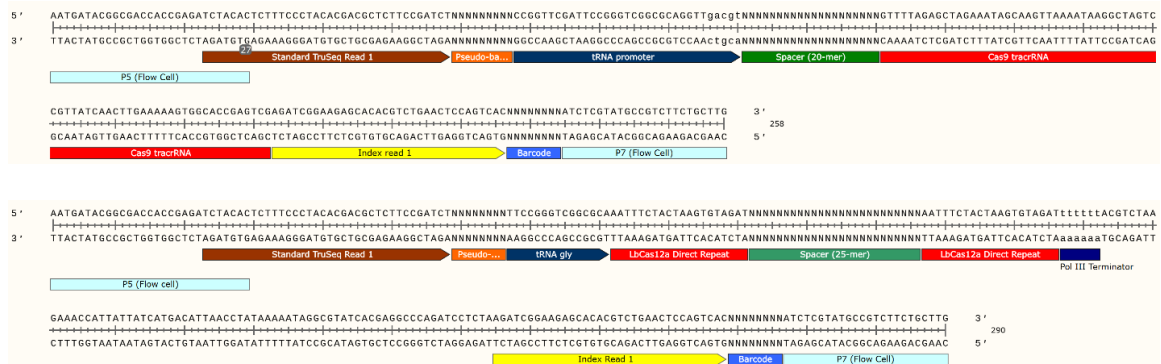 5' AATGATACGGCGACCACCGAGATCTACACTCTTTCCCTACACGACGCTCTTCCGATCTNNNNNNNNNCCGGTTCGATTCCGGGTCGGCGCAGGTTgacgtNNNNNNNNNNNNNNNNNNNNGTTTTAGAGCTAGAAATAGCAAGTTAAAATAAGGCTAGTC
3' TTACTATGCCGCTGGTGGCTCTAGATGTGAGAAAGGGATGTGCTGCGAGAAGGCTAGANNNNNNNNNGGCCAAGCTAAGGCCCAGCCGCGTCCAActgcaNNNNNNNNNNNNNNNNNNNNCAAAATCTCGATCTTTATCGTTCAATTTTATTCCGATCAG
27
Standard TruSeq Read 1 Pseudo-ba... tRNA promoter Spacer (20-mer) Cas9 tracrRNA
P5 (Flow Cell)
CGTTATCAACTTGAAAAAGTGGCACCGAGTCGAGATCGGAAGAGCACACGTCTGAACTCCAGTCACNNNNNNNNATCTCGTATGCCGTCTTCTGCTTG 3'
258
GCAATAGTTGAACTTTTTCACCGTGGCTCAGCTCTAGCCTTCTCGTGTGCAGACTTGAGGTCAGTGNNNNNNNNTAGAGCATACGGCAGAAGACGAAC 5'
Cas9 tracrRNA Index read 1 Barcode P7 (Flow Cell)
5' AATGATACGGCGACCACCGAGATCTACACTCTTTCCCTACACGACGCTCTTCCGATCTNNNNNNNNTTCCGGGTCGGCGCAAATTTCTACTAAGTGTAGATNNNNNNNNNNNNNNNNNNNNNNNNNAATTTCTACTAAGTGTAGATttttttACGTCTAA
3' TTACTATGCCGCTGGTGGCTCTAGATGTGAGAAAGGGATGTGCTGCGAGAAGGCTAGANNNNNNNNAAGGCCCAGCCGCGTTTAAAGATGATTCACATCTANNNNNNNNNNNNNNNNNNNNNNNNNTTAAAGATGATTCACATCTAaaaaaaTGCAGATT
Standard TruSeq Read 1 Pseudo-... tRNA gly LbCas12a Direct Repeat Spacer (25-mer) LbCas12a Direct Repeat
Pol III Terminator
P5 (Flow cell)
GAAACCATTATTATCATGACATTAACCTATAAAAATAGGCGTATCACGAGGCCCAGATCCTCTAAGATCGGAAGAGCACACGTCTGAACTCCAGTCACNNNNNNNNATCTCGTATGCCGTCTTCTGCTTG 3'
290
CTTTGGTAATAATAGTACTGTAATTGGATATTTTTATCCGCATAGTGCTCCGGGTCTAGGAGATTCTAGCCTTCTCGTGTGCAGACTTGAGGTCAGTGNNNNNNNNTAGAGCATACGGCAGAAGACGAAC 5'
Index Read 1 Barcode P7 (Flow Cell)